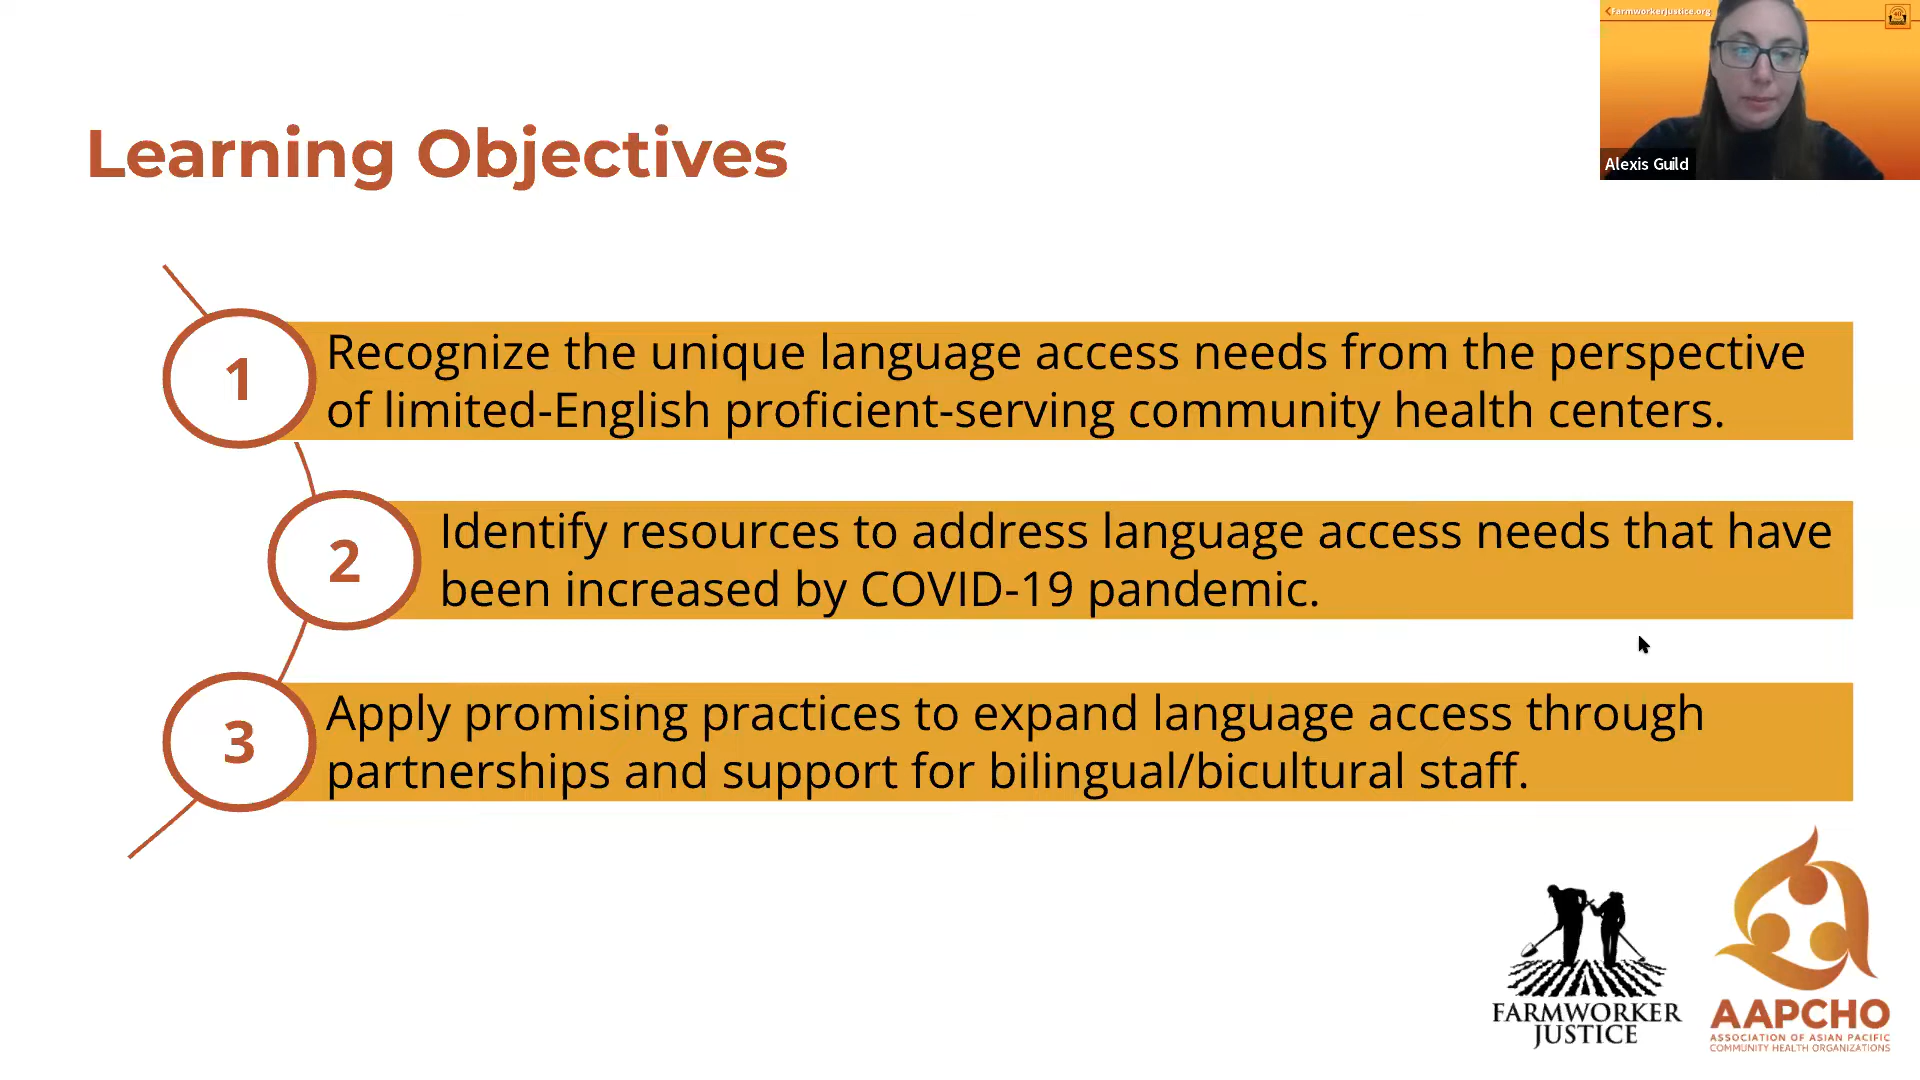 Farmworkerjustice.org
Alexis Guild
Learning Objectives
1
Recognize the unique language access needs from the perspective
of limited-English proficient-serving community health centers.
2
Identify resources to address language access needs that have
been increased by COVID-19 pandemic.
3
Apply promising practices to expand language access through
partnerships and support for bilingual/bicultural staff.
FARMWORKER
JUSTICE
AAPCHO
ASSOCIATION OF ASIAN PACIFIC
COMMUNITY HEALTH ORGANIZATIONS